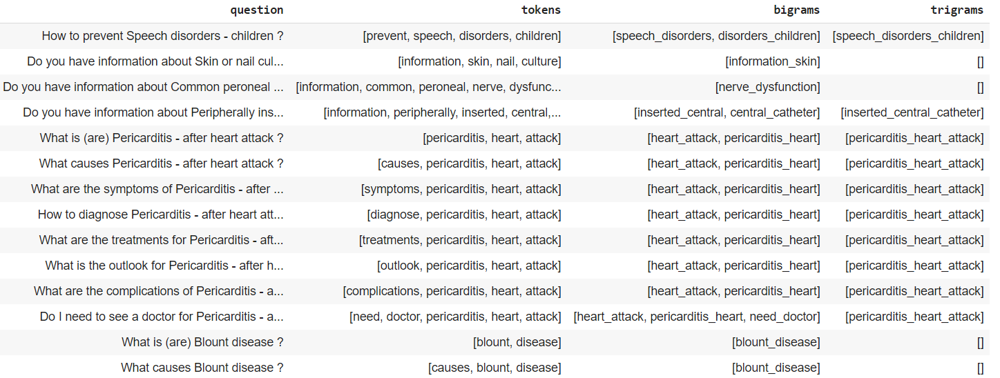 question tokens bigrams trigrams
How to prevent Speech disorders - children ? [prevent, speech, disorders, children] [speech_disorders, disorders_children] [speech_disorders_children]
Do you have information about Skin or nail cul... [information, skin, nail, culture] [information_skin] []
Do you have information about Common peroneal ... [information, common, peroneal, nerve, dysfunc... [nerve_dysfunction] []
Do you have information about Peripherally ins... [information, peripherally, inserted, central,... [inserted_central, central_catheter] [inserted_central_catheter]
What is (are) Pericarditis - after heart attack ? [pericarditis, heart, attack] [heart_attack, pericarditis_heart] [pericarditis_heart_attack]
What causes Pericarditis - after heart attack ? [causes, pericarditis, heart, attack] [heart_attack, pericarditis_heart] [pericarditis_heart_attack]
What are the symptoms of Pericarditis - after ... [symptoms, pericarditis, heart, attack] [heart_attack, pericarditis_heart] [pericarditis_heart_attack]
How to diagnose Pericarditis - after heart att... [diagnose, pericarditis, heart, attack] [heart_attack, pericarditis_heart] [pericarditis_heart_attack]
What are the treatments for Pericarditis - aft... [treatments, pericarditis, heart, attack] [heart_attack, pericarditis_heart] [pericarditis_heart_attack]
What is the outlook for Pericarditis - after h... [outlook, pericarditis, heart, attack] [heart_attack, pericarditis_heart] [pericarditis_heart_attack]
What are the complications of Pericarditis - a... [complications, pericarditis, heart, attack] [heart_attack, pericarditis_heart] [pericarditis_heart_attack]
Do I need to see a doctor for Pericarditis - a... [need, doctor, pericarditis, heart, attack] [heart_attack, pericarditis_heart, need_doctor] [pericarditis_heart_attack]
What is (are) Blount disease ? [blount, disease] [blount_disease] []
What causes Blount disease ? [causes, blount, disease] [blount_disease] []